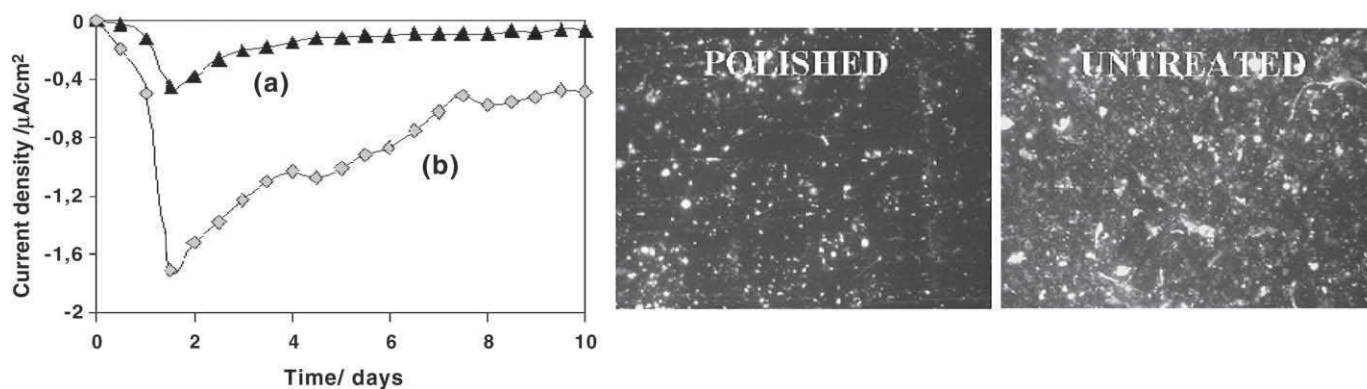 0
-0,4
-0,8
-1,2
-1,6
-2
Current density /µA/cm2
(a)
(b)
0 2 4 6 8 10
Time/ days
POLISHED
UNTREATED